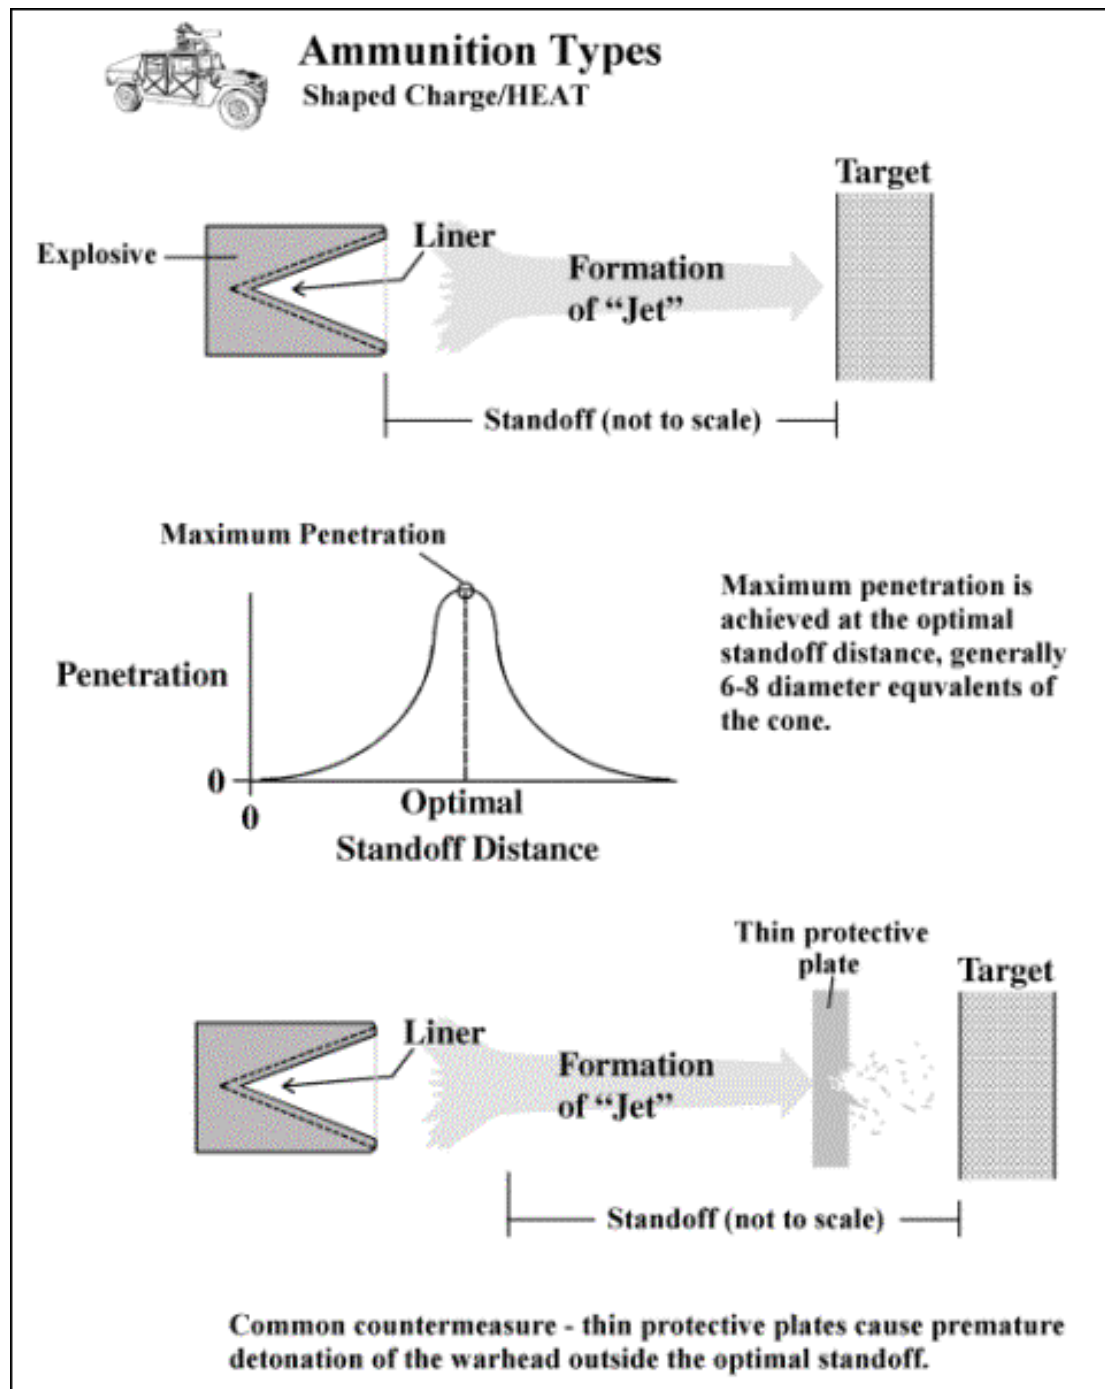 Ammunition Types
Shaped Charge/HEAT
Target
Explosive
Liner
Formation
of “Jet”
Standoff (not to scale)
Maximum Penetration
Penetration
0
0
Optimal
Standoff Distance
Maximum penetration is
achieved at the optimal
standoff distance, generally
6-8 diameter equvalents of
the cone.
Thin protective
plate
Target
Liner
Formation
of “Jet”
Standoff (not to scale)
Common countermeasure - thin protective plates cause premature
detonation of the warhead outside the optimal standoff.